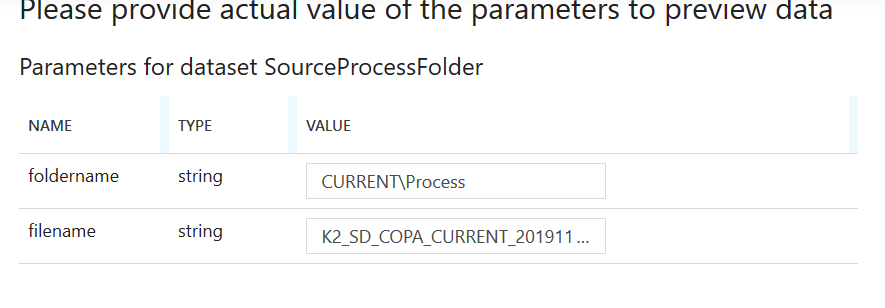 Please provide actual value of the parameters to preview data
Parameters for dataset SourceProcessFolder
NAME TYPE VALUE
foldername string CURRENT\Process
filename string K2_SD_COPA_CURRENT_201911 ...